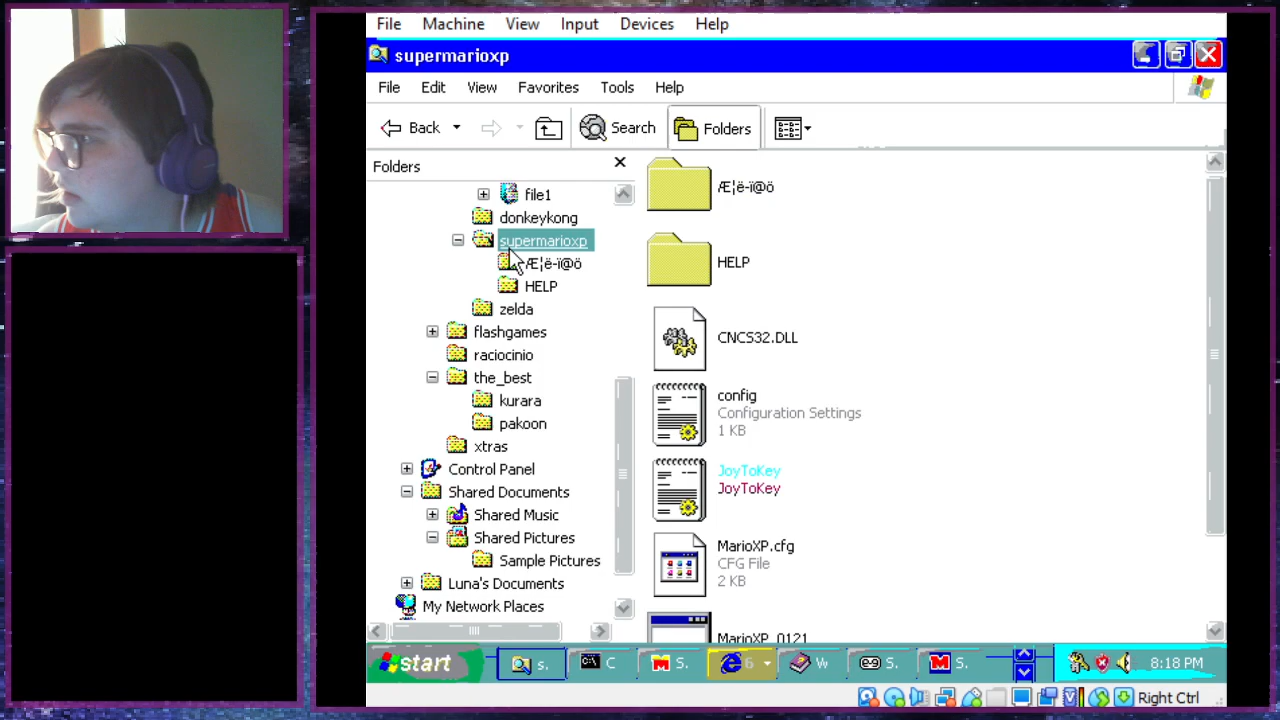 File Machine View Input Devices Help
supermarioxp
File Edit View Favorites Tools Help
Back Search Folders
Folders
file1
donkeykong
supermarioxp
Æ¦ë-ï@ö
HELP
zelda
flashgames
raciocinio
the_best
kurara
pakoon
xtras
Control Panel
Shared Documents
Shared Music
Shared Pictures
Sample Pictures
Luna's Documents
My Network Places
Æ¦ë-ï@ö
HELP
CNCS32.DLL
config
Configuration Settings
1 KB
JoyToKey
JoyToKey
MarioXP.cfg
CFG File
2 KB
MarioXP_0121
start s. C S. 6 W S. S. 8:18 PM
Right Ctrl